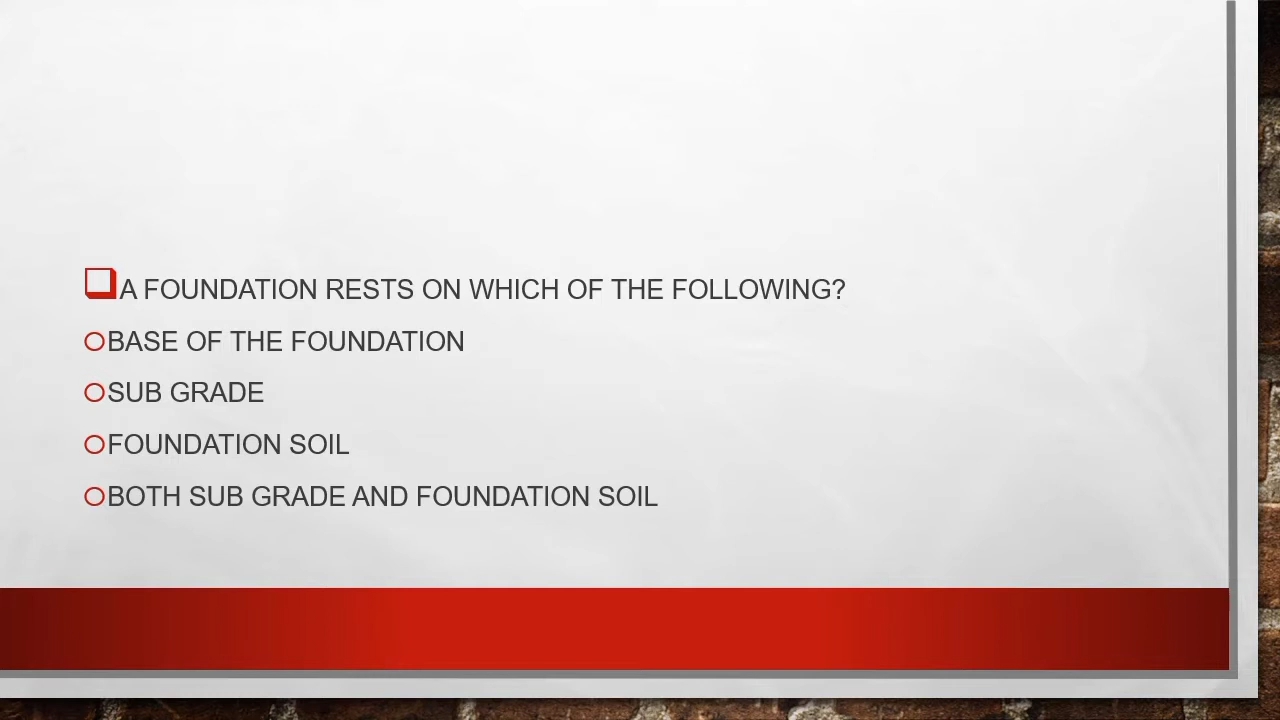 A FOUNDATION RESTS ON WHICH OF THE FOLLOWING?
BASE OF THE FOUNDATION
SUB GRADE
FOUNDATION SOIL
BOTH SUB GRADE AND FOUNDATION SOIL